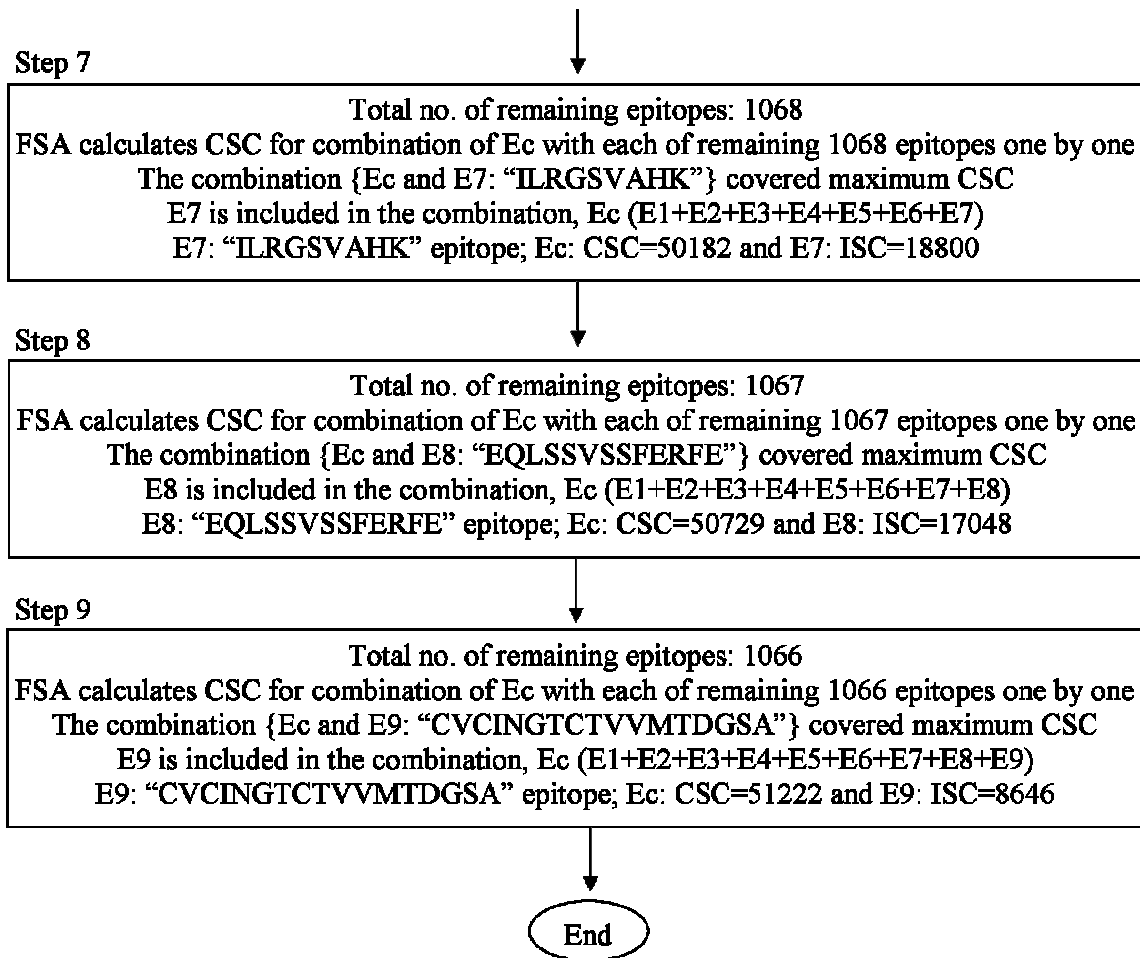 Step 7
Total no. of remaining epitopes: 1068
FSA calculates CSC for combination of Ec with each of remaining 1068 epitopes one by one
The combination {Ec and E7: “ILRGSVAHK”} covered maximum CSC
E7 is included in the combination, Ec (E1+E2+E3+E4+E5+E6+E7)
E7: “ILRGSVAHK” epitope; Ec: CSC=50182 and E7: ISC=18800
Step 8
Total no. of remaining epitopes: 1067
FSA calculates CSC for combination of Ec with each of remaining 1067 epitopes one by one
The combination {Ec and E8: “EQLSSVSSFERFE”} covered maximum CSC
E8 is included in the combination, Ec (E1+E2+E3+E4+E5+E6+E7+E8)
E8: “EQLSSVSSFERFE” epitope; Ec: CSC=50729 and E8: ISC=17048
Step 9
Total no. of remaining epitopes: 1066
FSA calculates CSC for combination of Ec with each of remaining 1066 epitopes one by one
The combination {Ec and E9: “CVCINGTCTVVMTDGSA”} covered maximum CSC
E9 is included in the combination, Ec (E1+E2+E3+E4+E5+E6+E7+E8+E9)
E9: “CVCINGTCTVVMTDGSA” epitope; Ec: CSC=51222 and E9: ISC=8646
End